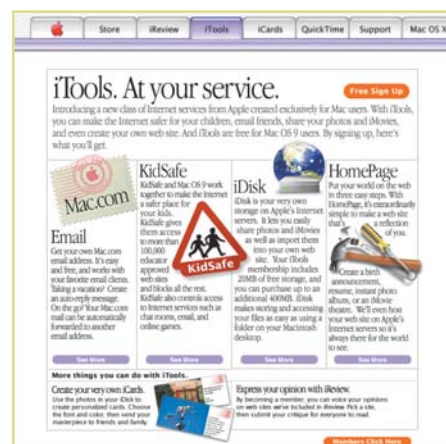 Store iReview iTools iCards QuickTime Support Mac OS X
iTools. At your service.
Free Sign Up
Introducing a new class of Internet services from Apple created exclusively for Mac users. With iTools,
you can make the Internet safer for your children, email friends, share your photos and iMovies,
and even create your own web site. And iTools are free for Mac OS 9 users. By signing up, here's
what you'll get.
Mac.com
Email
Get your own Mac.com
email address. It's easy
and free, and works with
your favorite email clients.
Taking a vacation? Create
an auto-reply message.
On the go? Your Mac.com
mail can be automatically
forwarded to another
email address.
See More
KidSafe
KidSafe and Mac OS 9 work
together to make the Internet
a safer place for
your kids.
KidSafe gives
them access
to more than
100,000
educator
approved
web sites
and blocks all the rest.
KidSafe also controls access
to Internet services such as
chat rooms, email, and
online games.
KidSafe
See More
iDisk
iDisk is your very own
storage on Apple's Internet
servers. It lets you easily
share photos and iMovies
as well as import them
into your own web
site. Your iTools
membership includes
20MB of free storage, and
you can purchase up to an
additional 400MB. iDisk
makes storing and accessing
your files as easy as using a
folder on your Macintosh
desktop.
See More
HomePage
Put your world on the web
in three easy steps. With
HomePage, it's extraordinarily
simple to make a web site
that's a reflection
of you.
Create a birth
announcement,
resume, instant photo
album, or an iMovie
theatre. We'll even host
your web site on Apple's
Internet servers so it's
always there for the world
to see.
See More
More things you can do with iTools.
Create your very own iCards.
Use the photos in your iDisk to
create personalized cards. Choose
the font and color, then send your
masterpiece to friends and family.
Express your opinion with iReview.
By becoming a member, you can voice your opinions
on web sites we've included in iReview. Pick a site,
then submit your critique for everyone to read.
Members Click Here